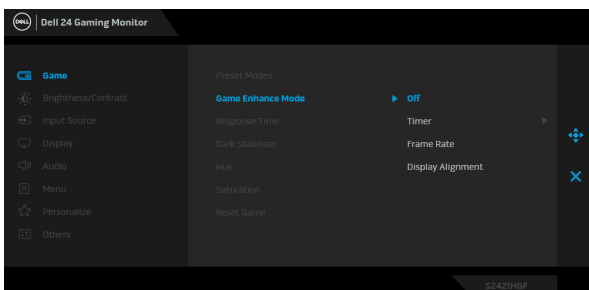 DELL
Dell 24 Gaming Monitor
Game
Brightness/Contrast
Input Source
Display
Audio
Menu
Personalize
Others
Preset Modes
Game Enhance Mode
Response Time
Dark Stabilizer
Hue
Saturation
Reset Game
Off
Timer
Frame Rate
Display Alignment
S2421HGF